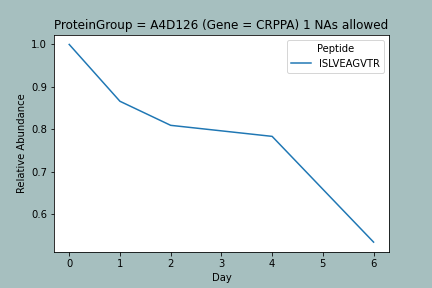 ProteinGroup = A4D126 (Gene = CRPPA) 1 NAs allowed
Peptide
ISLVEAGVTR
Relative Abundance
1.0
0.9
0.8
0.7
0.6
0 1 2 3 4 5 6
Day